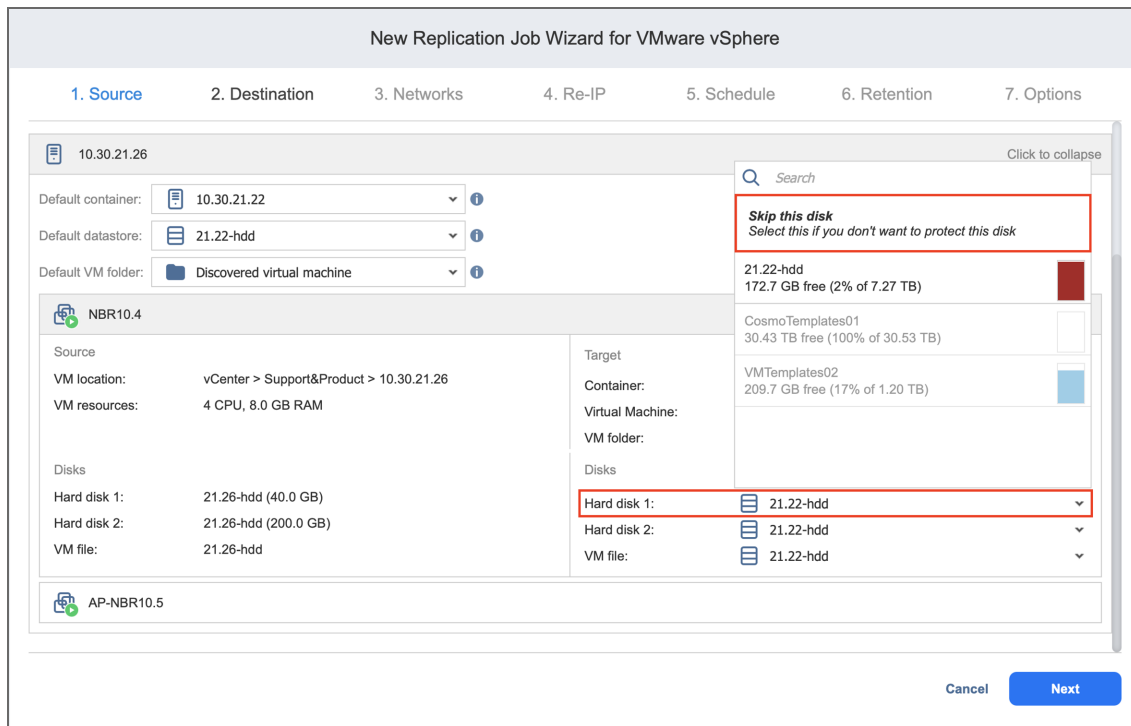 New Replication Job Wizard for VMware vSphere
1. Source 2. Destination 3. Networks 4. Re-IP 5. Schedule 6. Retention 7. Options
10.30.21.26 Click to collapse
Default container: 10.30.21.22
Default datastore: 21.22-hdd
Default VM folder: Discovered virtual machine
Search
Skip this disk
Select this if you don't want to protect this disk
21.22-hdd
172.7 GB free (2% of 7.27 TB)
CosmoTemplates01
30.43 TB free (100% of 30.53 TB)
VMTemplates02
209.7 GB free (17% of 1.20 TB)
NBR10.4
Source
VM location: vCenter > Support&Product > 10.30.21.26
VM resources: 4 CPU, 8.0 GB RAM
Disks
Hard disk 1: 21.26-hdd (40.0 GB)
Hard disk 2: 21.26-hdd (200.0 GB)
VM file: 21.26-hdd
Target
Container:
Virtual Machine:
VM folder:
Disks
Hard disk 1: 21.22-hdd
Hard disk 2: 21.22-hdd
VM file: 21.22-hdd
AP-NBR10.5
Cancel Next